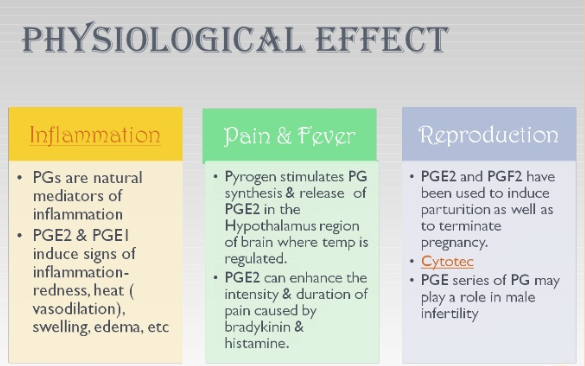 PHYSIOLOGICAL EFFECT
Inflammation
• PGs are natural
mediators of
inflammation
• PGE2 & PGE1
induce signs of
inflammation-
redness, heat (
vasodilation),
swelling, edema, etc
Pain & Fever
• Pyrogen stimulates PG
synthesis & release of
PGE2 in the
Hypothalamus region
of brain where temp is
regulated.
• PGE2 can enhance the
intensity & duration of
pain caused by
bradykinin &
histamine.
Reproduction
• PGE2 and PGF2 have
been used to induce
parturition as well as
to terminate
pregnancy.
• Cytotec
• PGE series of PG may
play a role in male
infertility